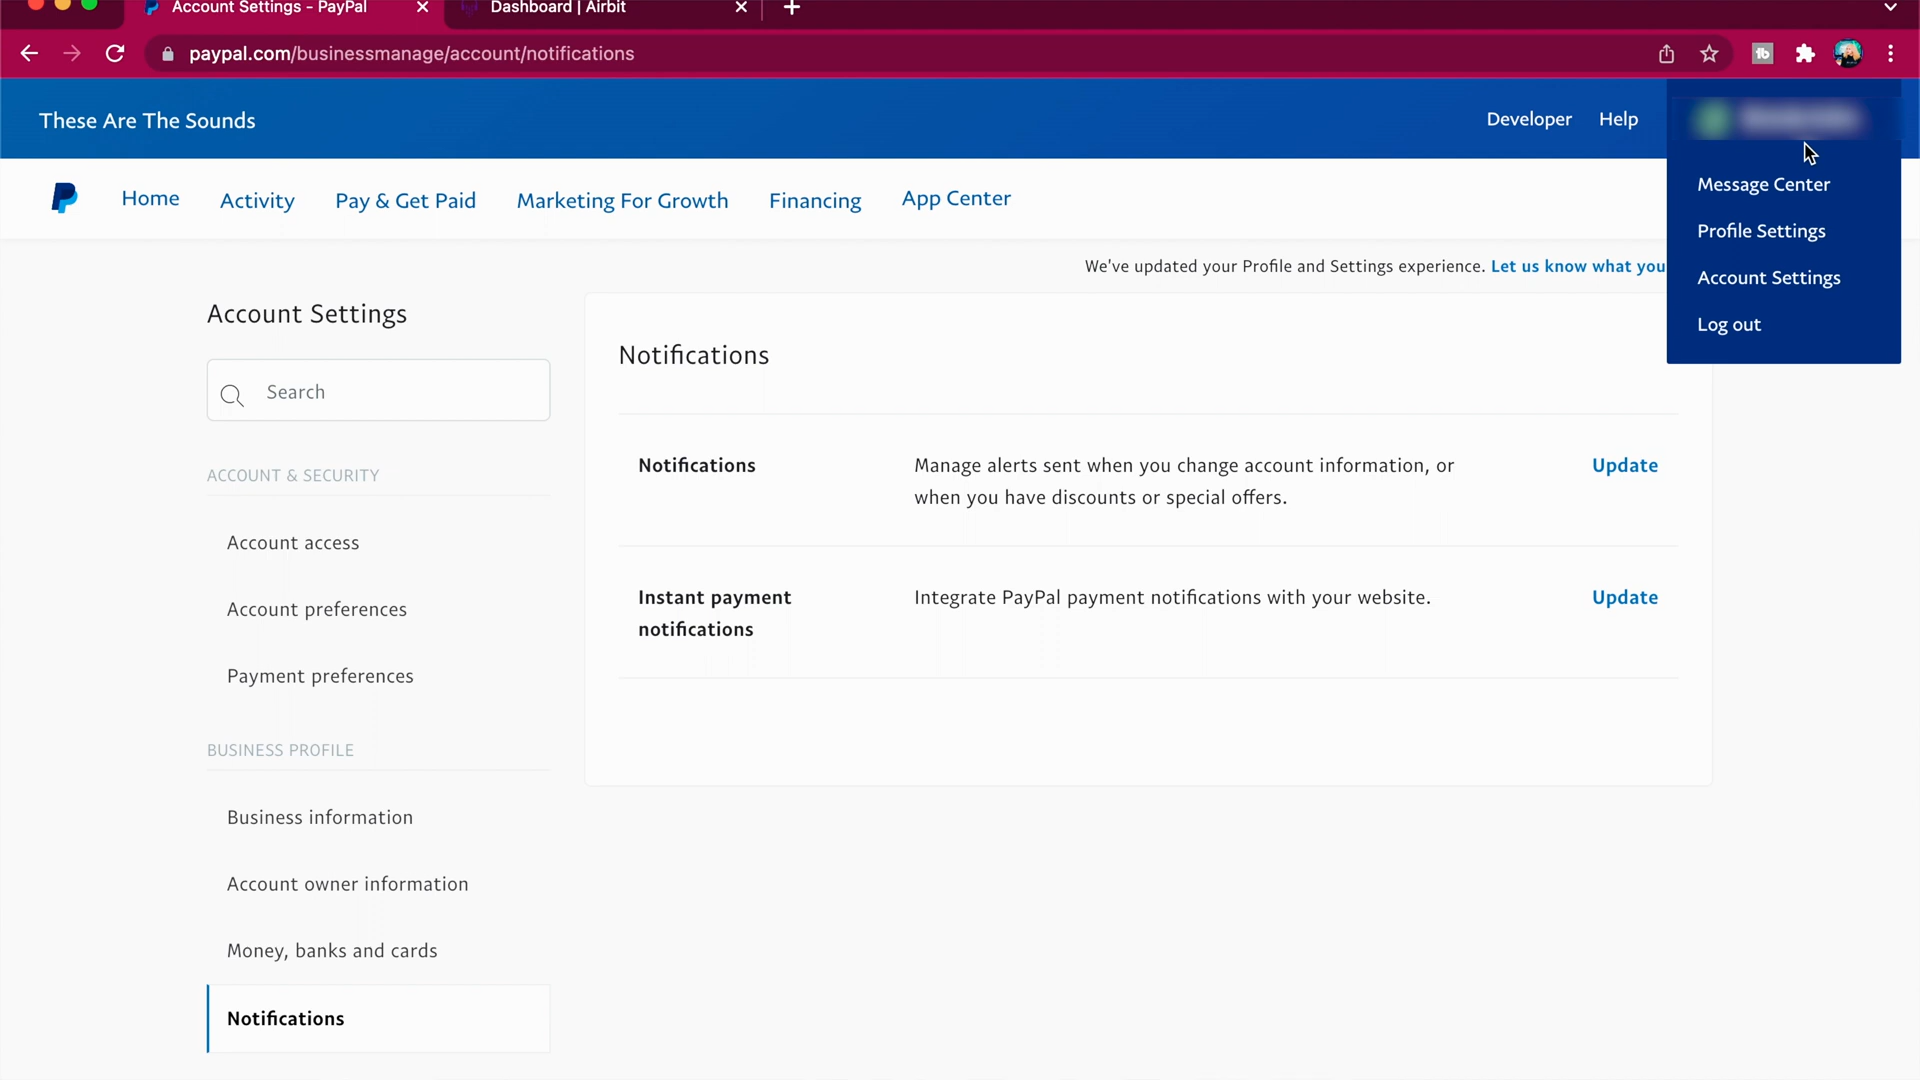 Account Settings - PayPal
Dashboard | Airbit
paypal.com/businessmanage/account/notifications
These Are The Sounds
Developer
Help
Message Center
Profile Settings
Account Settings
Log out
Home
Activity
Pay & Get Paid
Marketing For Growth
Financing
App Center
We've updated your Profile and Settings experience. Let us know what you
Account Settings
Search
ACCOUNT & SECURITY
Account access
Account preferences
Payment preferences
BUSINESS PROFILE
Business information
Account owner information
Money, banks and cards
Notifications
Notifications
Notifications
Manage alerts sent when you change account information, or
when you have discounts or special offers.
Update
Instant payment
notifications
Integrate PayPal payment notifications with your website.
Update